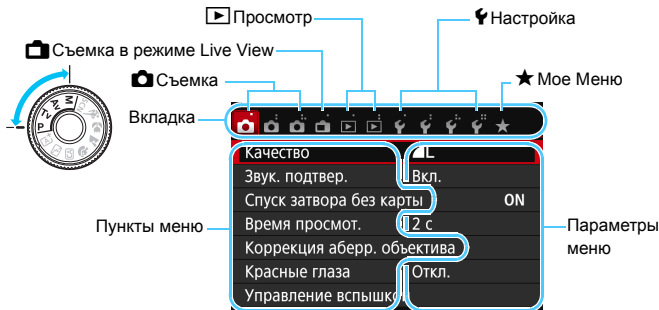 Просмотр
Настройка
Съемка в режиме Live View
Съемка
Мое Меню
Вкладка
Качество
L
Звук. подтвер. Вкл.
Спуск затвора без карты ON
Пункты меню
Время просмот. 2 с
Параметры
меню
Коррекция аберр. объектива
Красные глаза Откл.
Управление вспышкой